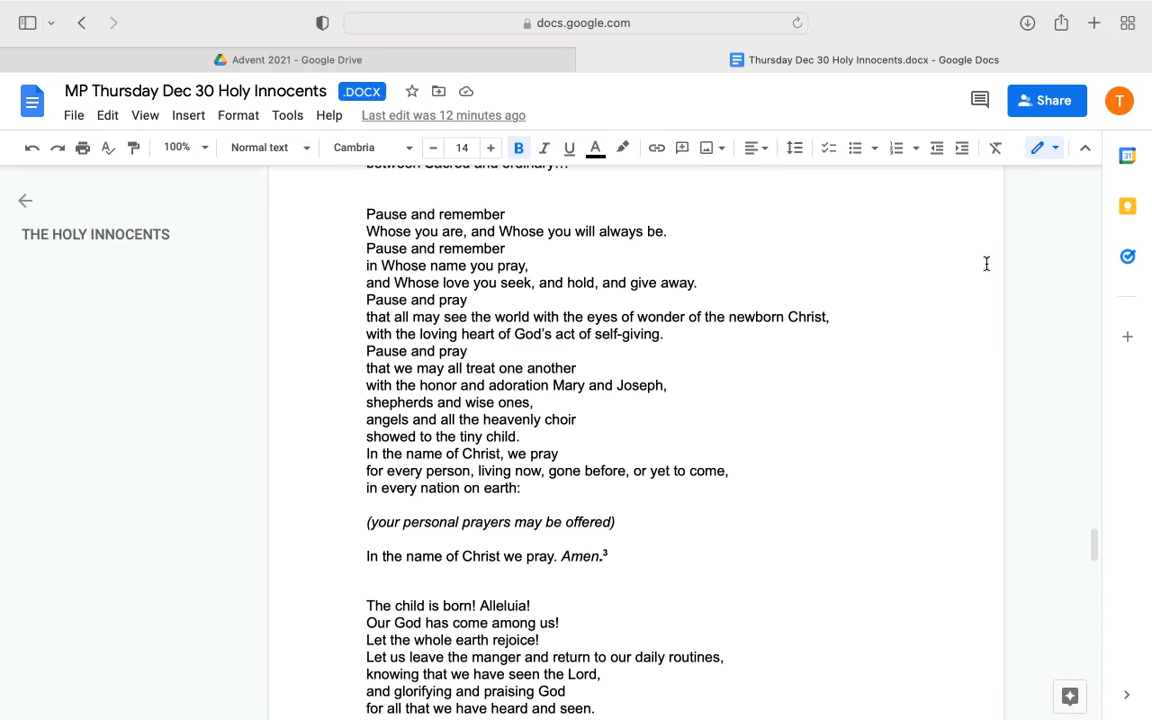 docs.google.com
Advent 2021 - Google Drive
Thursday Dec 30 Holy Innocents.docx - Google Docs
MP Thursday Dec 30 Holy Innocents .DOCX
Share
T
File Edit View Insert Format Tools Help Last edit was 12 minutes ago
100% Normal text Cambria 14 B I U A
31
THE HOLY INNOCENTS
between Sacred and ordinary…
Pause and remember
Whose you are, and Whose you will always be.
Pause and remember
in Whose name you pray,
and Whose love you seek, and hold, and give away.
Pause and pray
that all may see the world with the eyes of wonder of the newborn Christ,
with the loving heart of God's act of self-giving.
Pause and pray
that we may all treat one another
with the honor and adoration Mary and Joseph,
shepherds and wise ones,
angels and all the heavenly choir
showed to the tiny child.
In the name of Christ, we pray
for every person, living now, gone before, or yet to come,
in every nation on earth:
(your personal prayers may be offered)
In the name of Christ we pray. Amen.³
The child is born! Alleluia!
Our God has come among us!
Let the whole earth rejoice!
Let us leave the manger and return to our daily routines,
knowing that we have seen the Lord,
and glorifying and praising God
for all that we have heard and seen.